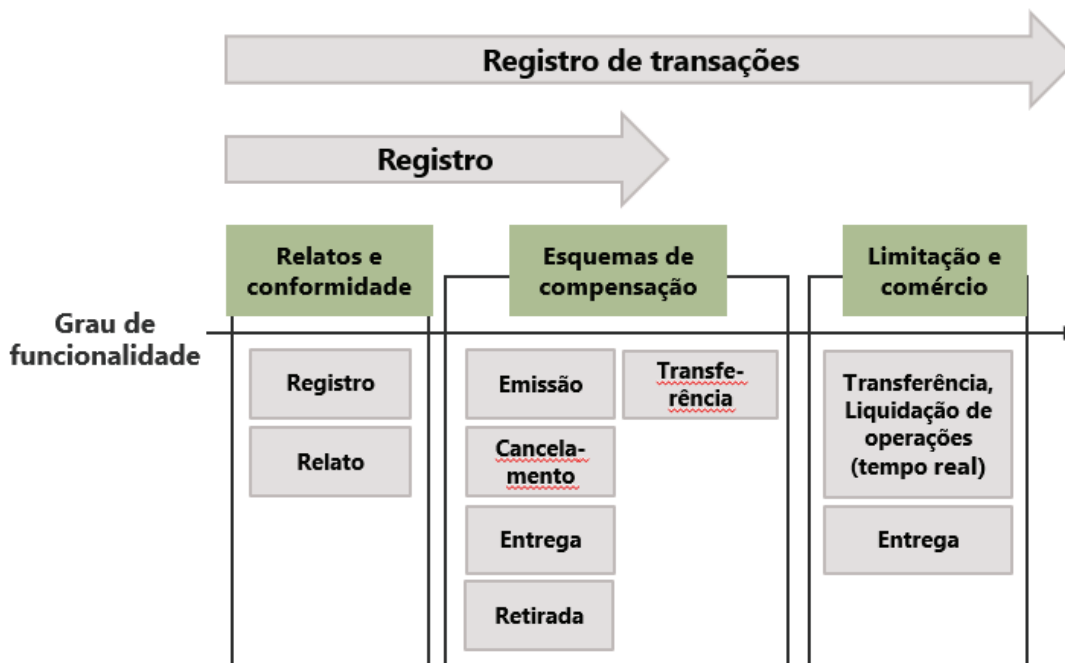 Registro de transações
Registro
Relatos e
conformidade
Esquemas de
compensação
Limitação e
comércio
Grau de
funcionalidade
Registro
Relato
Emissão
Cancela-
mento
Entrega
Retirada
Transfe-
rência
Transferência,
Liquidação de
operações
(tempo real)
Entrega